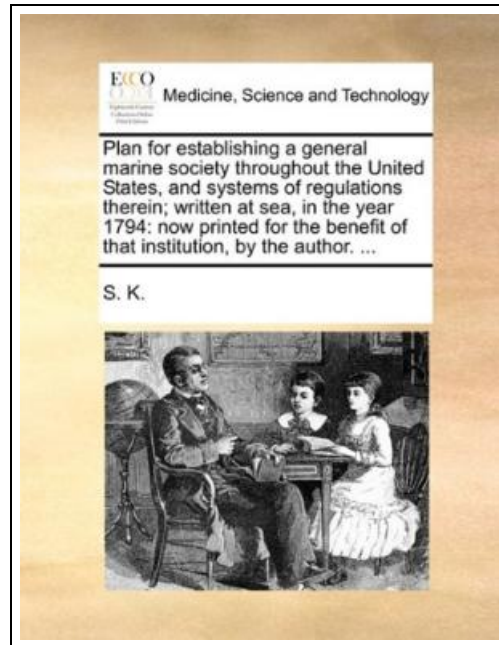 ECCO
Medicine, Science and Technology
Plan for establishing a general
marine society throughout the United
States, and systems of regulations
therein; written at sea, in the year
1794: now printed for the benefit of
that institution, by the author. ...
S. K.